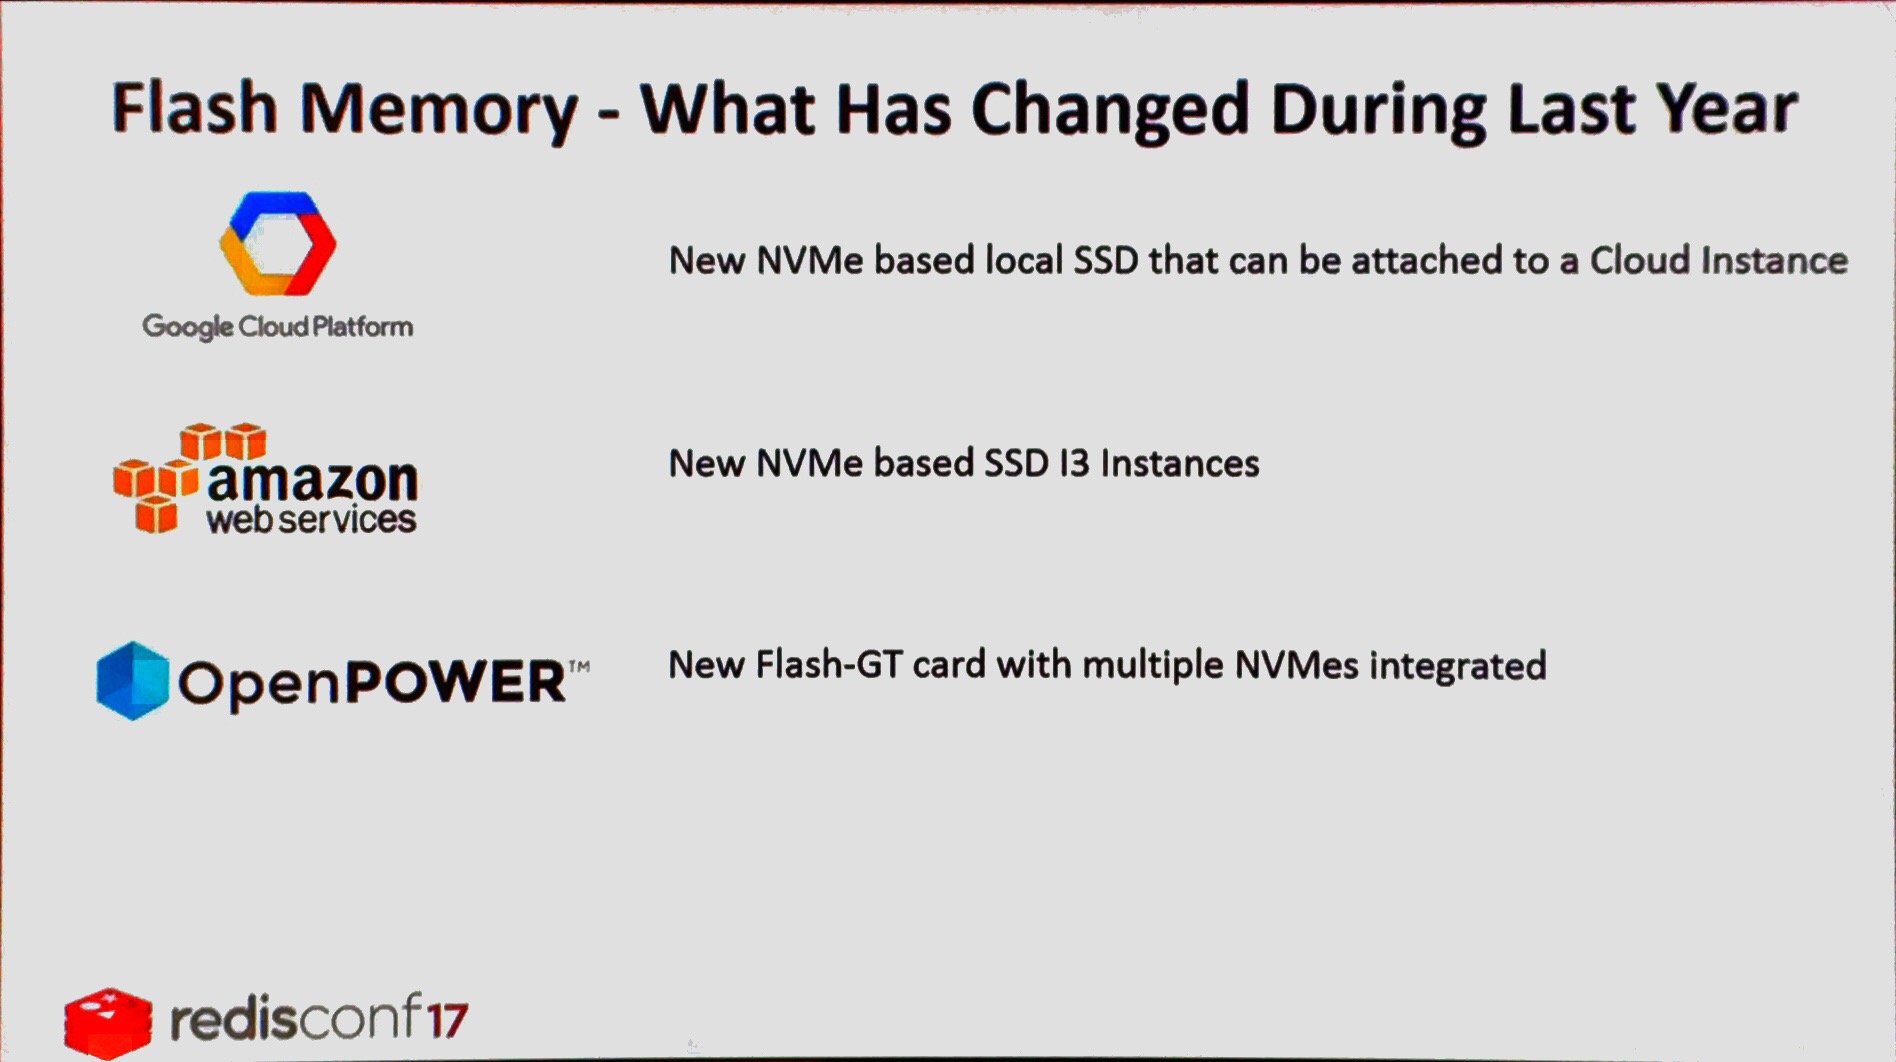 Flash Memory - What Has Changed During Last Year
Google Cloud Platform
New NVMe based local SSD that can be attached to a Cloud Instance
amazon
web services
New NVMe based SSD I3 Instances
OpenPOWER™
New Flash-GT card with multiple NVMes integrated
redisconf17